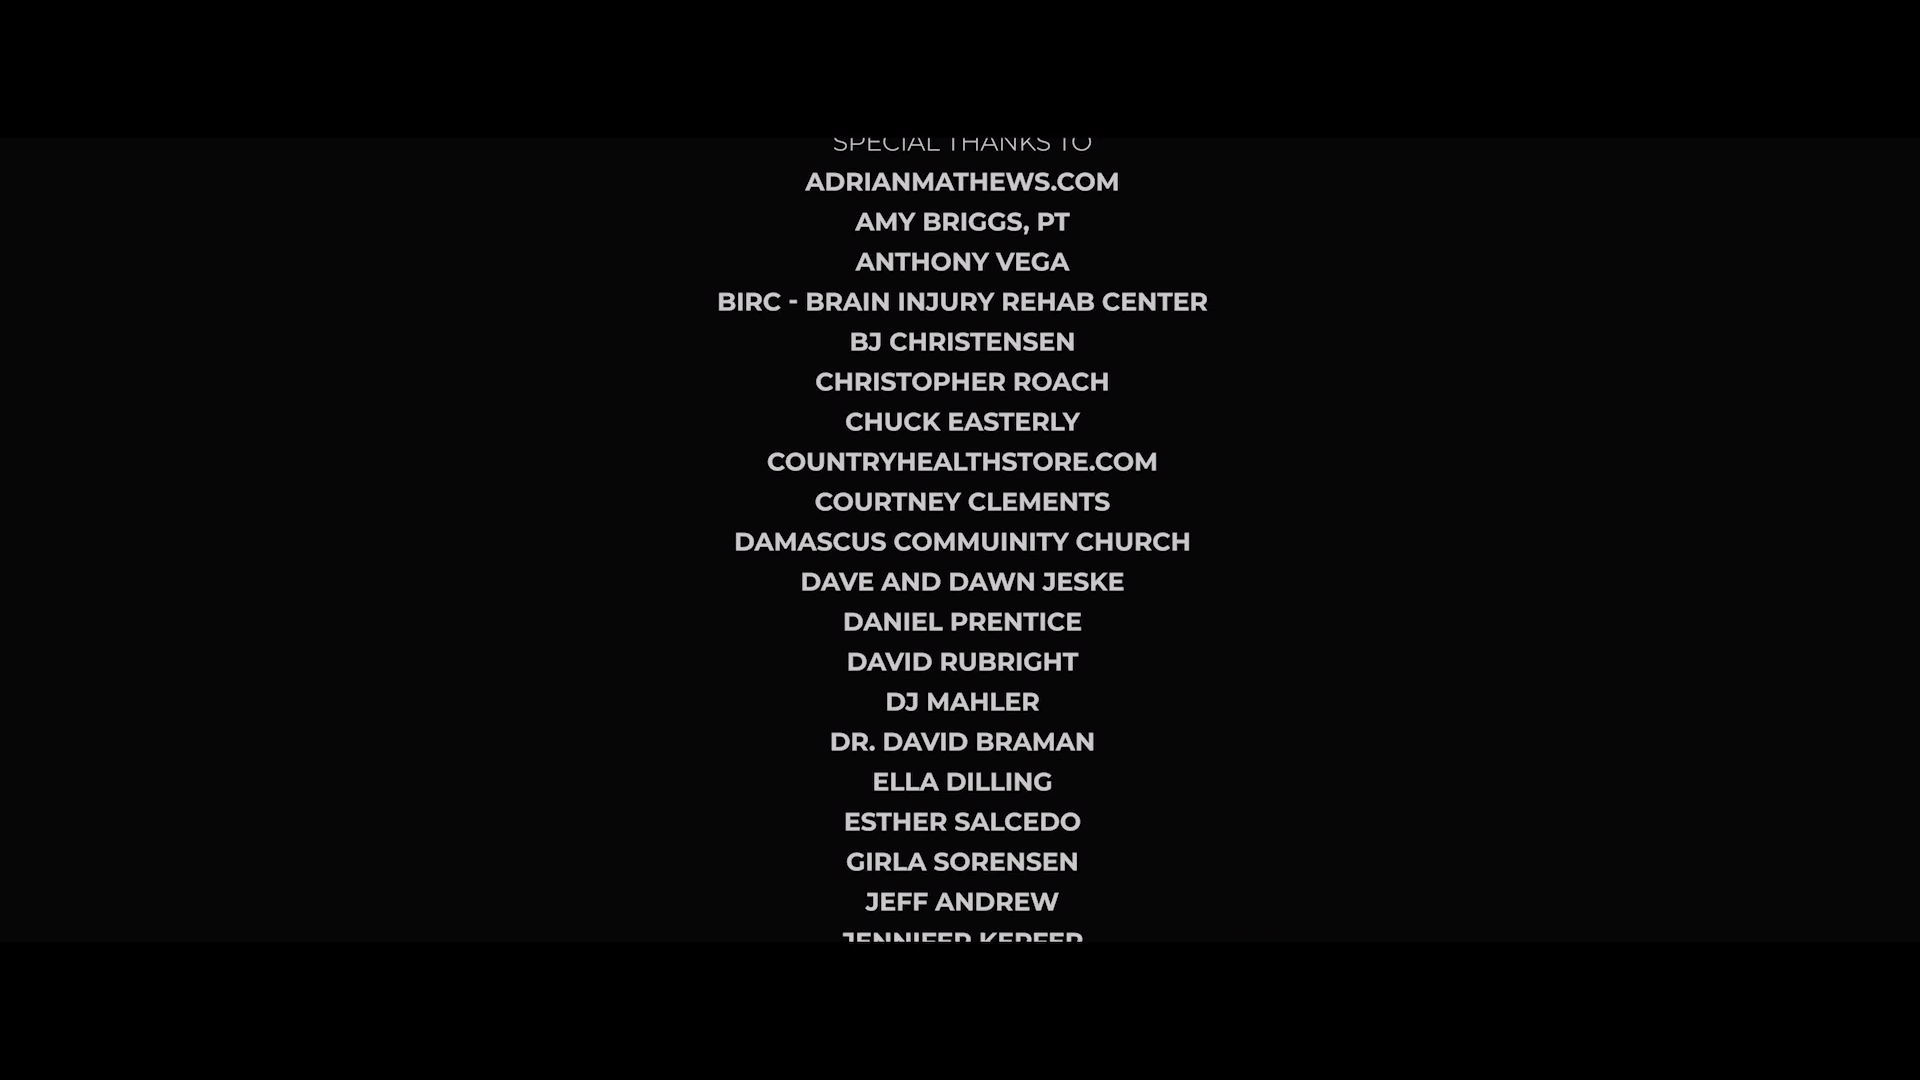 SPECIAL THANKS TO
ADRIANMATHEWS.COM
AMY BRIGGS, PT
ANTHONY VEGA
BIRC - BRAIN INJURY REHAB CENTER
BJ CHRISTENSEN
CHRISTOPHER ROACH
CHUCK EASTERLY
COUNTRYHEALTHSTORE.COM
COURTNEY CLEMENTS
DAMASCUS COMMUINITY CHURCH
DAVE AND DAWN JESKE
DANIEL PRENTICE
DAVID RUBRIGHT
DJ MAHLER
DR. DAVID BRAMAN
ELLA DILLING
ESTHER SALCEDO
GIRLA SORENSEN
JEFF ANDREW
JENNIFER